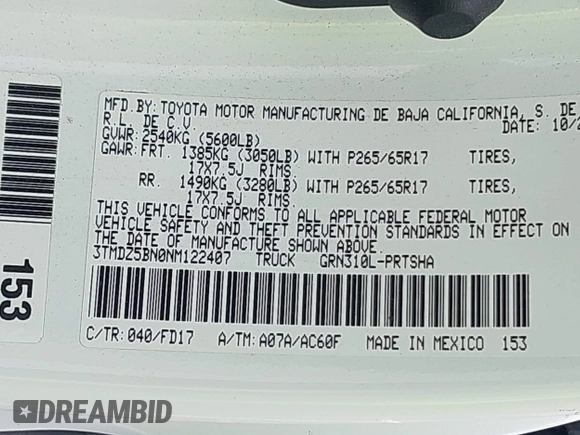 MFD.BY:TOYOTA MOTOR MANUFACTURING DE BAJA CALIFORNIA, S. DE
R.L. DE C.V.
DATE: 10/2
GVWR:2540KG (5600LB)
GAWR:FRT. 1385KG (3050LB) WITH P265/65R17 TIRES,
17X7.5J RIMS.
RR. 1490KG (3280LB) WITH P265/65R17 TIRES,
17X7.5J RIMS.
THIS VEHICLE CONFORMS TO ALL APPLICABLE FEDERAL MOTOR
VEHICLE SAFETY AND THEFT PREVENTION STANDARDS IN EFFECT ON
THE DATE OF MANUFACTURE SHOWN ABOVE.
3TMDZ5BN0NM122407 TRUCK GRN310L-PRTSHA
C/TR:040/FD17 A/TM:A07A/AC60F MADE IN MEXICO 153
153
DREAMBID